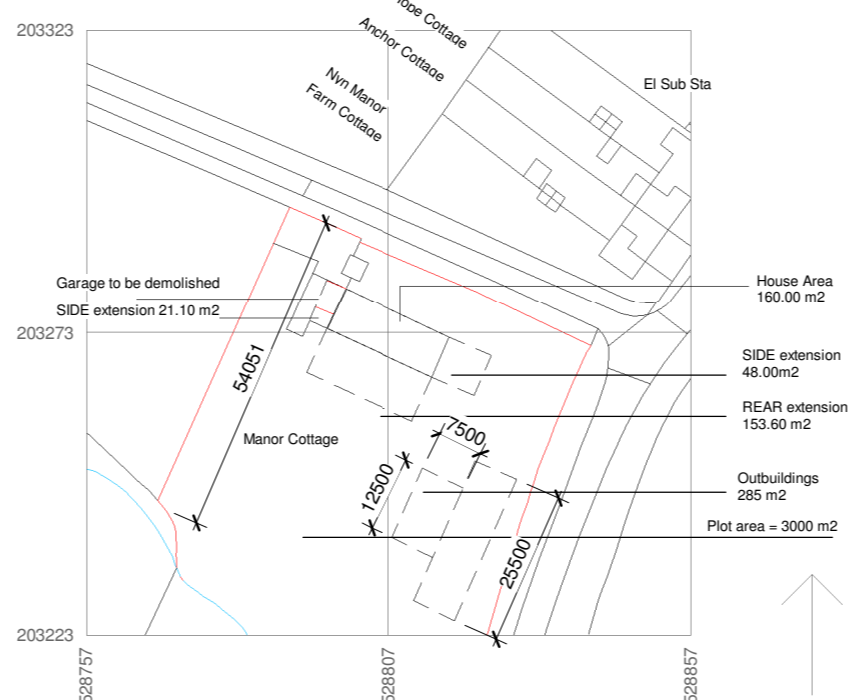 203323
Cottage
Anchor Cottage
El Sub Sta
Nvn Manor
Farm Cottage
Garage to be demolished
SIDE extension 21.10 m2
House Area
160.00 m2
203273
SIDE extension
48.00m2
54051
REAR extension
153.60 m2
7500
Manor Cottage
12500
Outbuildings
285 m2
Plot area = 3000 m2
25500
203223
528757
528807
528857